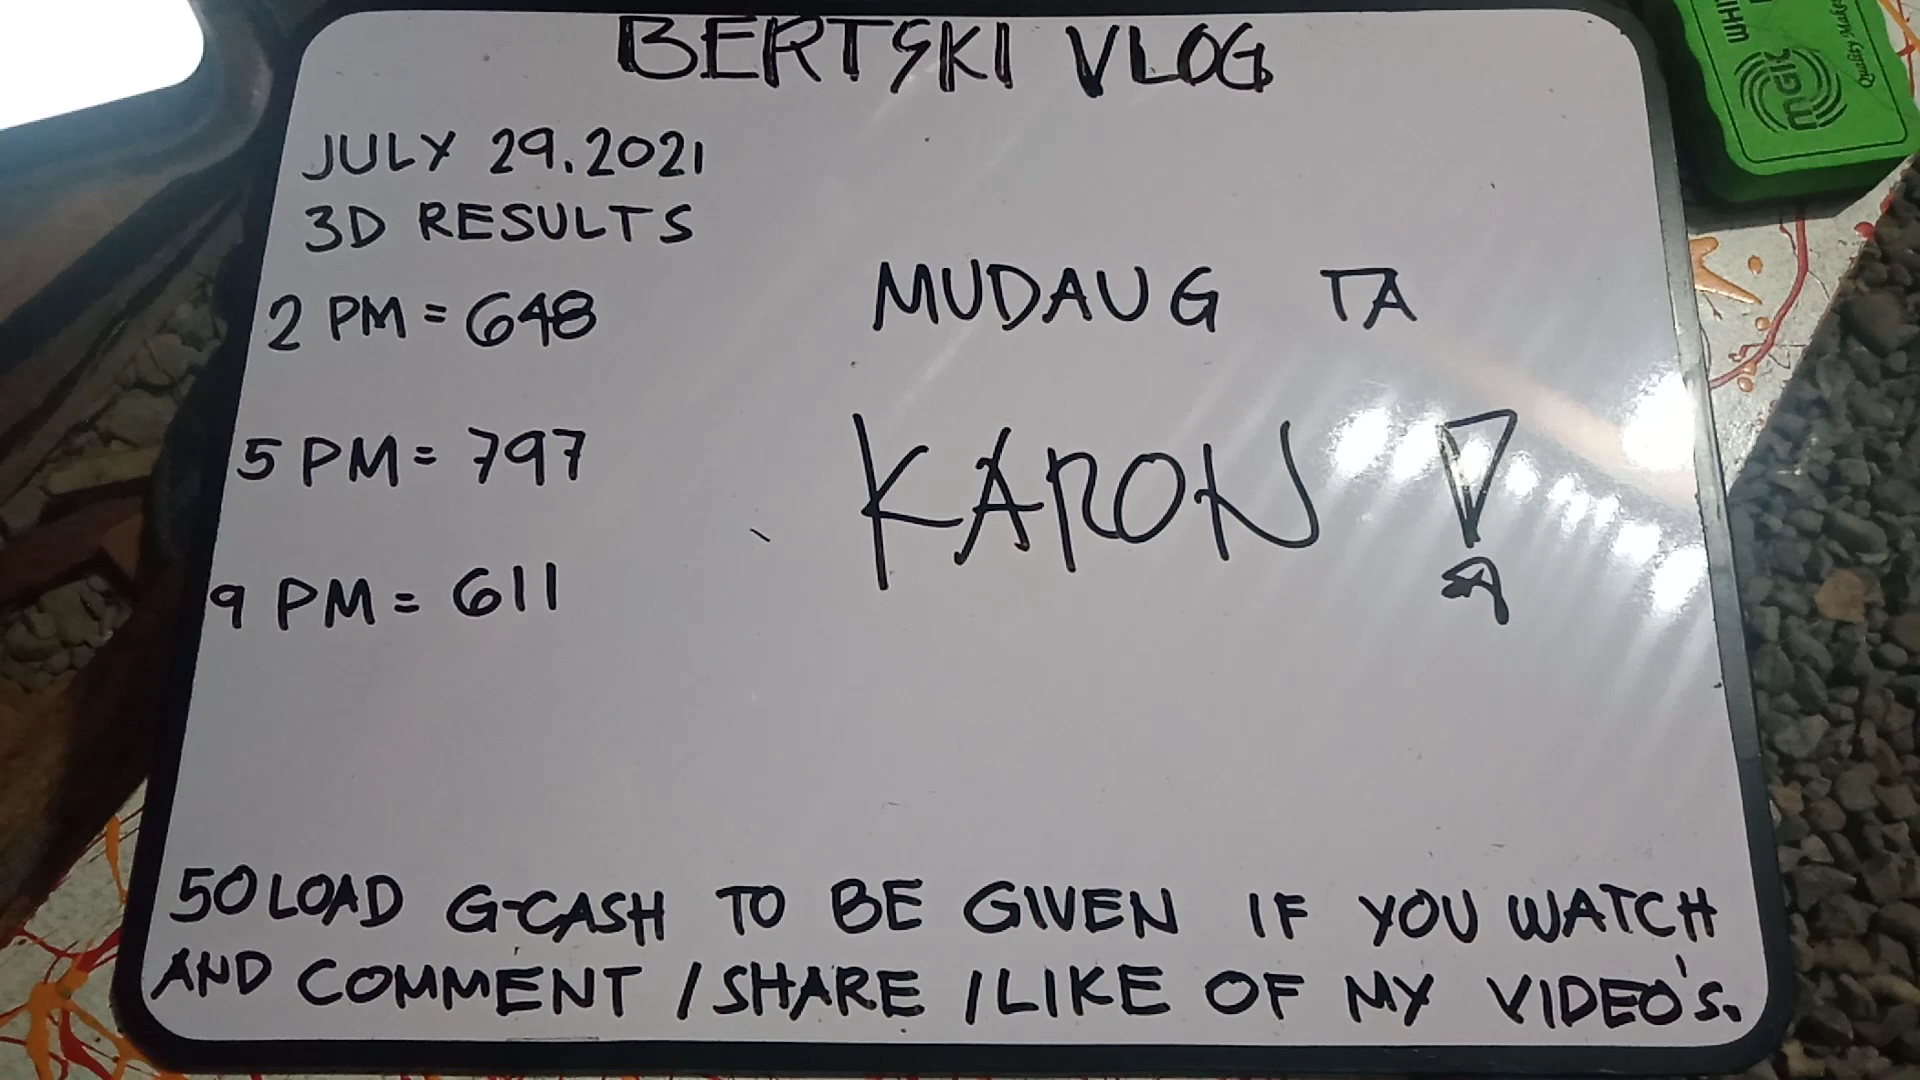 BERTSKI VLOG
JULY 29.2021
3D RESULTS
2 PM = 648
5 PM = 797
9 PM = 611
MUDAUG TA
KARON !
50 LOAD G-CASH TO BE GIVEN IF YOU WATCH
AND COMMENT / SHARE / LIKE OF MY VIDEO'S.
MGK